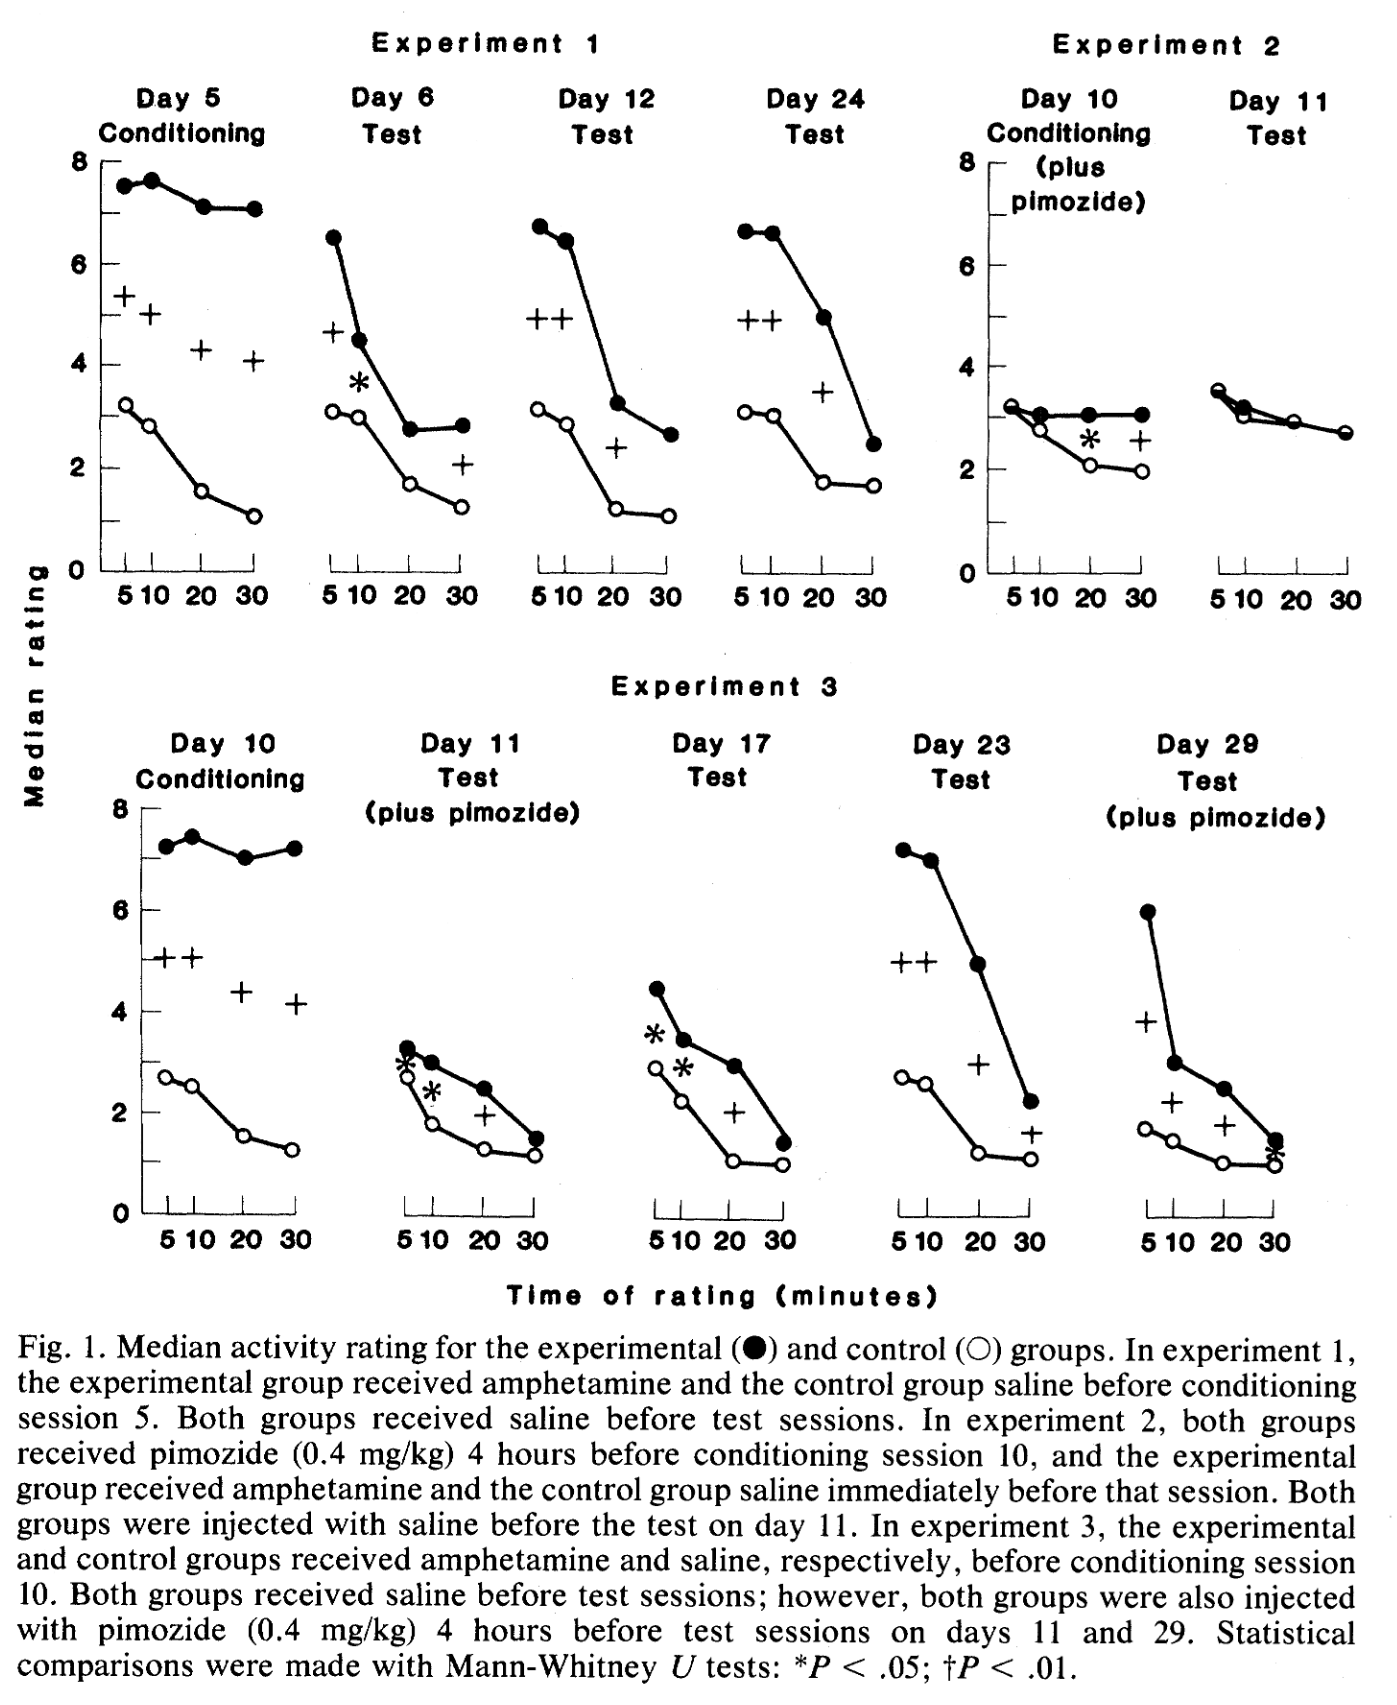 Experiment 1
Experiment 2
Day 5
Conditioning
Day 6
Test
Day 12
Test
Day 24
Test
Day 10
Conditioning
(plus
pimozide)
Day 11
Test
8
6
4
2
0
5 10 20 30
5 10 20 30
5 10 20 30
5 10 20 30
8
6
4
2
0
5 10 20 30
5 10 20 30
Median rating
Experiment 3
Day 10
Conditioning
Day 11
Test
(plus pimozide)
Day 17
Test
Day 23
Test
Day 29
Test
(plus pimozide)
8
6
4
2
0
5 10 20 30
5 10 20 30
5 10 20 30
5 10 20 30
5 10 20 30
Time of rating (minutes)
Fig. 1. Median activity rating for the experimental (●) and control (○) groups. In experiment 1,
the experimental group received amphetamine and the control group saline before conditioning
session 5. Both groups received saline before test sessions. In experiment 2, both groups
received pimozide (0.4 mg/kg) 4 hours before conditioning session 10, and the experimental
group received amphetamine and the control group saline immediately before that session. Both
groups were injected with saline before the test on day 11. In experiment 3, the experimental
and control groups received amphetamine and saline, respectively, before conditioning session
10. Both groups received saline before test sessions; however, both groups were also injected
with pimozide (0.4 mg/kg) 4 hours before test sessions on days 11 and 29. Statistical
comparisons were made with Mann-Whitney U tests: *P < .05; †P < .01.